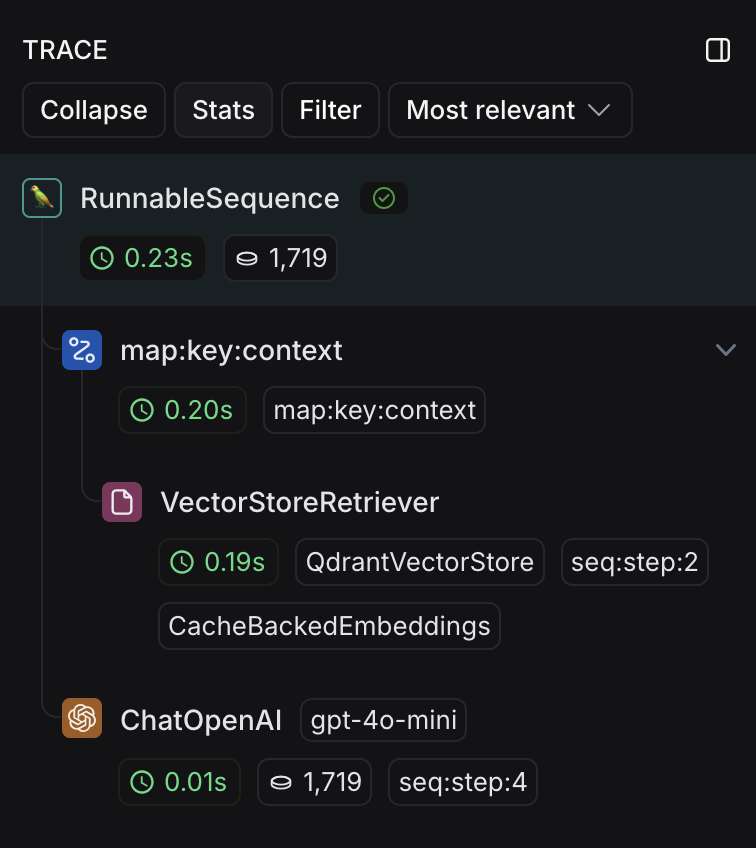 TRACE
Collapse Stats Filter Most relevant
RunnableSequence
0.23s 1,719
map:key:context
0.20s map:key:context
VectorStoreRetriever
0.19s QdrantVectorStore seq:step:2
CacheBackedEmbeddings
ChatOpenAI gpt-4o-mini
0.01s 1,719 seq:step:4